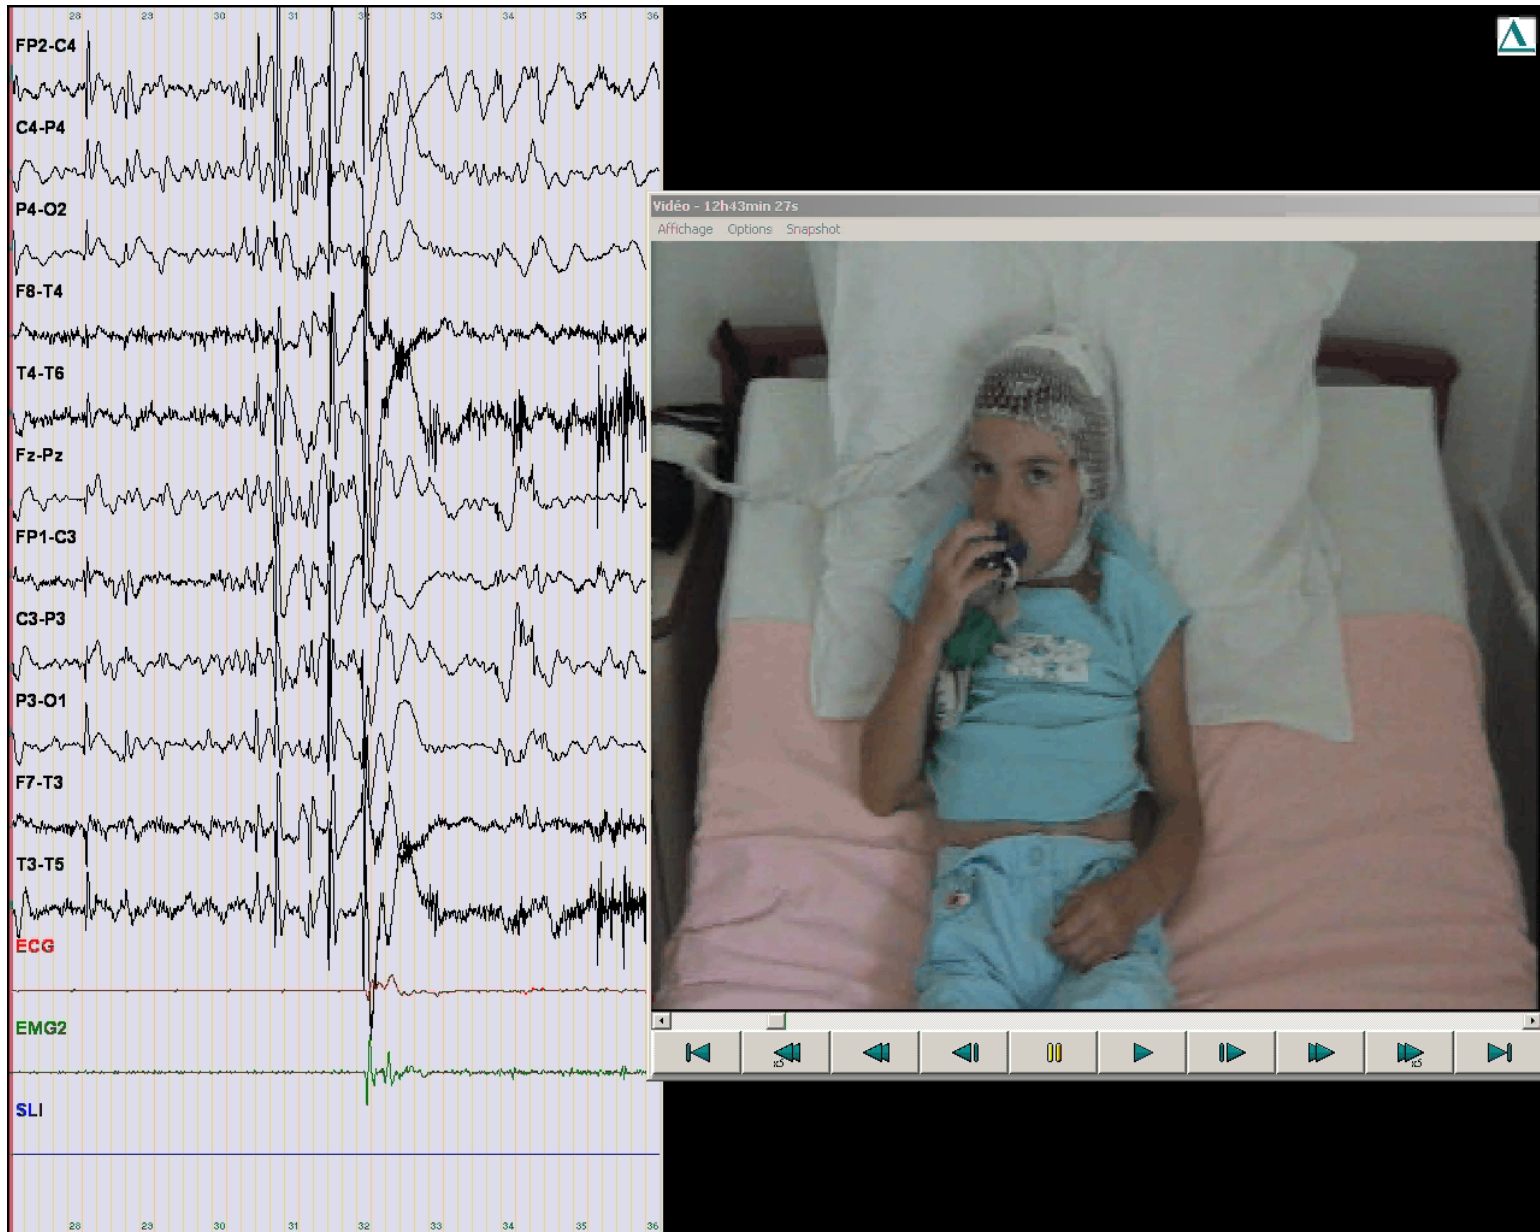 28 29 30 31 32 33 34 35 36
FP2-C4
C4-P4
P4-O2
F8-T4
T4-T6
Fz-Pz
FP1-C3
C3-P3
P3-O1
F7-T3
T3-T5
ECG
EMG2
SLI
28 29 30 31 32 33 34 35 36
Vidéo - 12h43min 27s
Affichage Options Snapshot
x5 x5